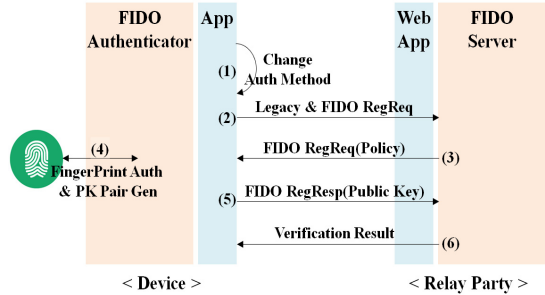 FIDO
Authenticator
App
Web
App
FIDO
Server
(1)
Change
Auth Method
(2)
Legacy & FIDO RegReq
FIDO RegReq(Policy)
(3)
(4)
FingerPrint Auth
& PK Pair Gen
(5)
FIDO RegResp(Public Key)
Verification Result
(6)
< Device >
< Relay Party >